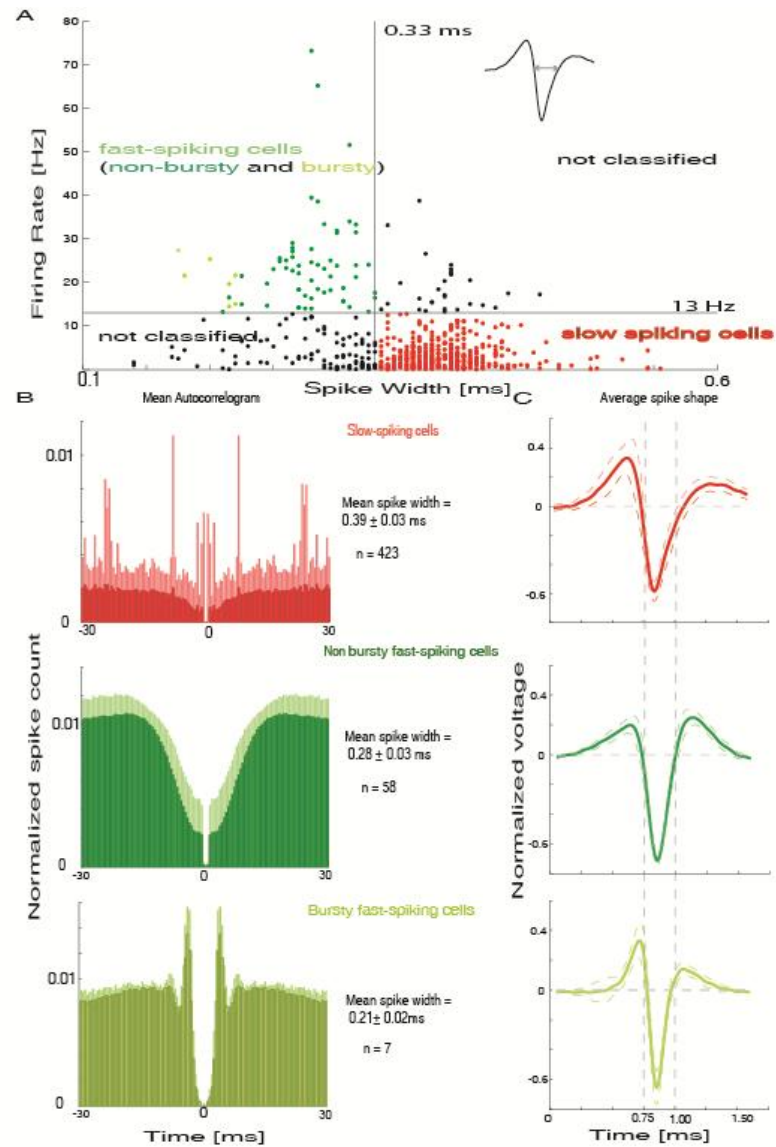 A
80
70
60
50
40
30
20
10
Firing Rate [Hz]
0.33 ms
fast-spiking cells
(non-bursty and bursty)
not classified
13 Hz
not classified
slow spiking cells
0.1
Spike Width [ms]
0.6
B
Mean Autocorrelogram
C
Average spike shape
Normalized spike count
0.01
0
-30
0
30
Slow-spiking cells
Mean spike width =
0.39 ± 0.03 ms
n = 423
0.4
0
-0.6
Non bursty fast-spiking cells
0.01
0
-30
0
30
Mean spike width =
0.28 ± 0.03 ms
n = 58
Normalized voltage
0.4
0
-0.6
Bursty fast-spiking cells
0.01
0
-30
0
30
Time [ms]
Mean spike width =
0.21± 0.02ms
n = 7
0.4
0
-0.6
0
0.75
1.00
1.50
Time [ms]